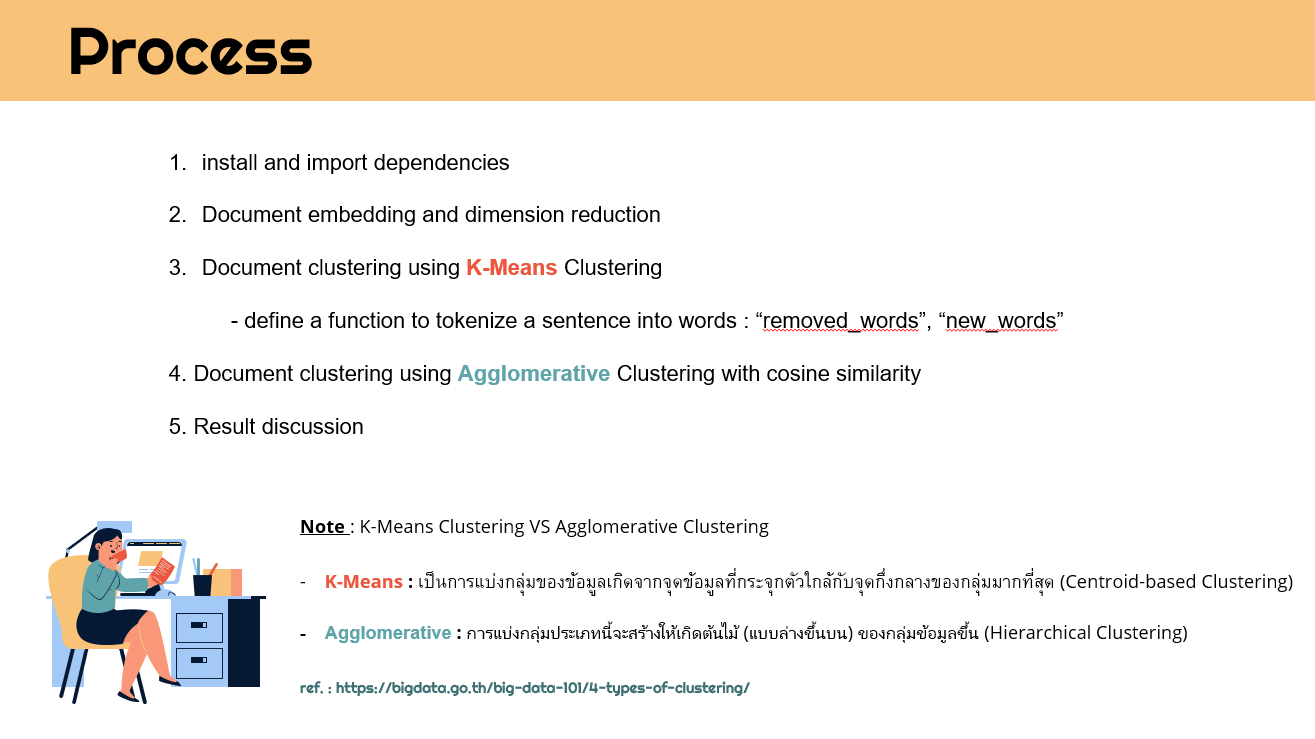 Process
1. install and import dependencies
2. Document embedding and dimension reduction
3. Document clustering using K-Means Clustering
- define a function to tokenize a sentence into words : “removed_words”, “new_words”
4. Document clustering using Agglomerative Clustering with cosine similarity
5. Result discussion
Note : K-Means Clustering VS Agglomerative Clustering
- K-Means : เป็นการแบ่งกลุ่มของข้อมูลเกิดจากจุดข้อมูลที่กระจุกตัวใกล้กับจุดกึ่งกลางของกลุ่มมากที่สุด (Centroid-based Clustering)
- Agglomerative : การแบ่งกลุ่มประเภทนี้จะสร้างให้เกิดต้นไม้ (แบบล่างขึ้นบน) ของกลุ่มข้อมูลขึ้น (Hierarchical Clustering)
ref. : https://bigdata.go.th/big-data-101/4-types-of-clustering/